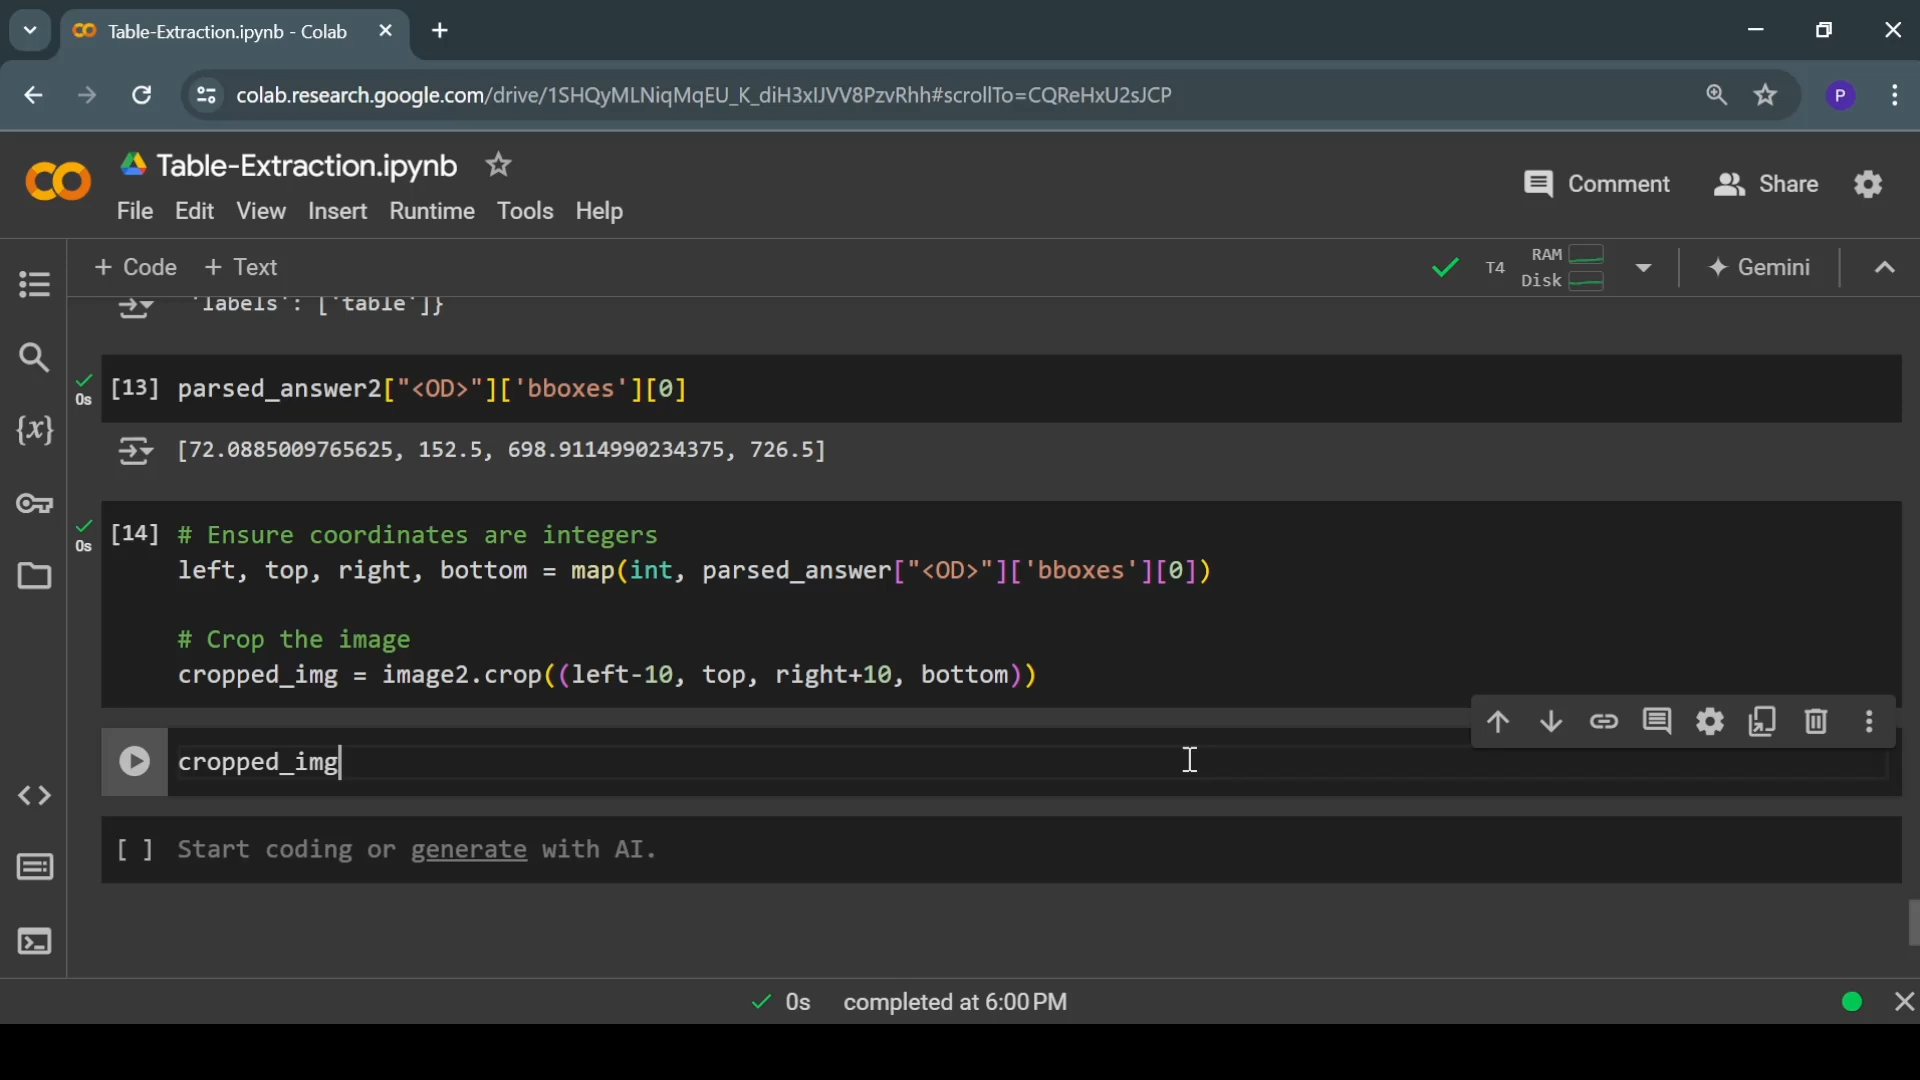 Table-Extraction.ipynb - Colab
colab.research.google.com/drive/1SHQyMLNiqMqEU_K_diH3xIJVV8PzvRhh#scrollTo=CQReHxU2sJCP
P
Table-Extraction.ipynb
File Edit View Insert Runtime Tools Help
Comment
Share
+ Code + Text
T4
RAM
Disk
Gemini
'labels': ['table']}
0s
[13] parsed_answer2["<OD>"]['bboxes'][0]
[72.0885009765625, 152.5, 698.9114990234375, 726.5]
0s
[14] # Ensure coordinates are integers
left, top, right, bottom = map(int, parsed_answer["<OD>"]['bboxes'][0])
# Crop the image
cropped_img = image2.crop((left-10, top, right+10, bottom))
cropped_img
[ ] Start coding or generate with AI.
0s completed at 6:00 PM